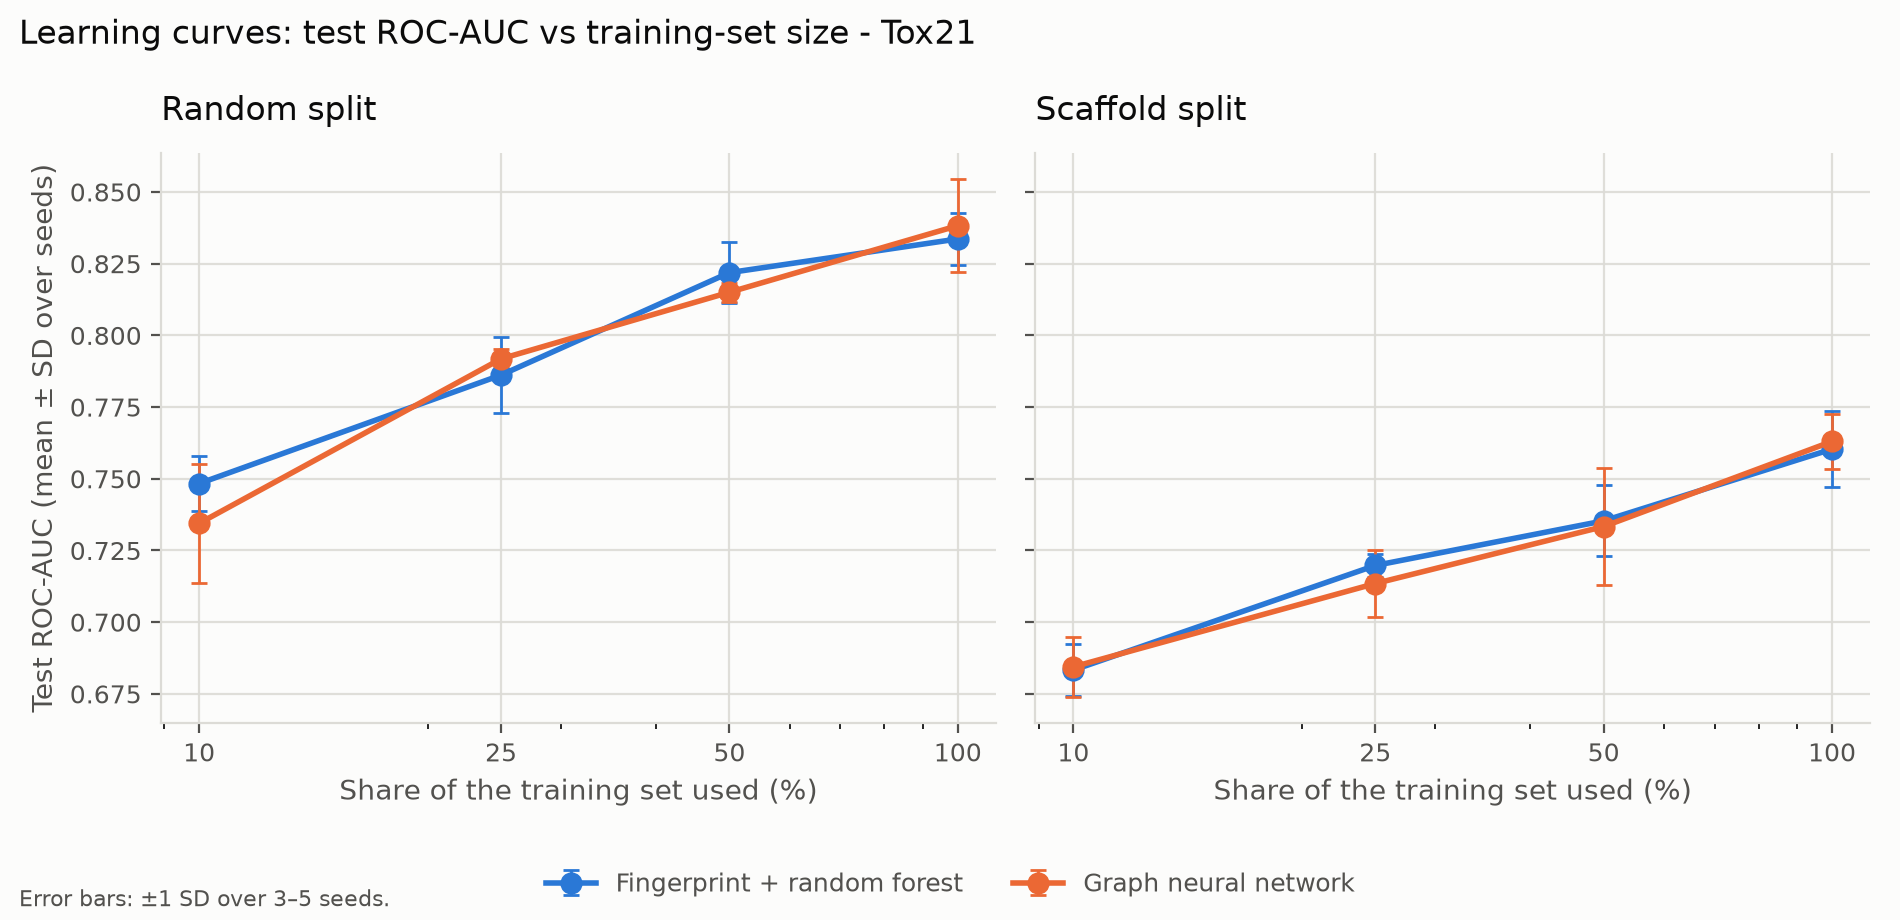 Learning curves: test ROC-AUC vs training-set size - Tox21
Random split
Scaffold split
Test ROC-AUC (mean ± SD over seeds)
0.850
0.825
0.800
0.775
0.750
0.725
0.700
0.675
10 25 50 100
10 25 50 100
Share of the training set used (%)
Share of the training set used (%)
Fingerprint + random forest
Graph neural network
Error bars: ±1 SD over 3–5 seeds.